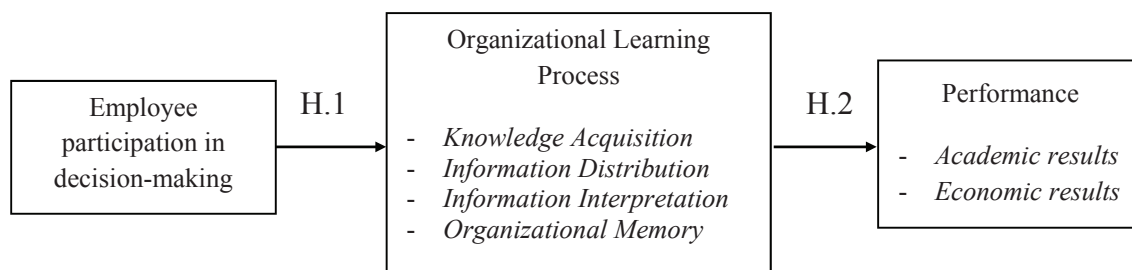 Employee
participation in
decision-making
H.1
Organizational Learning
Process
- Knowledge Acquisition
- Information Distribution
- Information Interpretation
- Organizational Memory
H.2
Performance
- Academic results
- Economic results